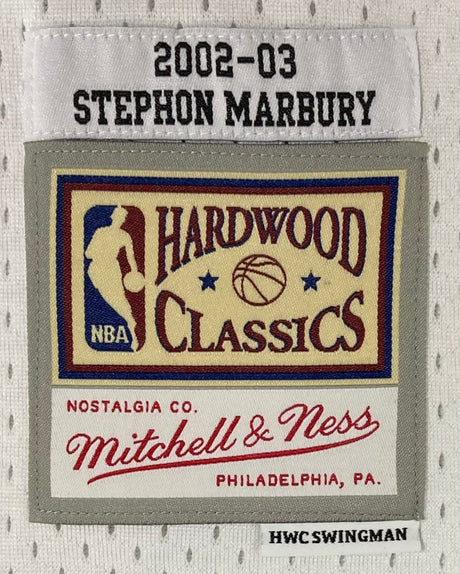 2002-03
STEPHON MARBURY
HARDWOOD
CLASSICS
NBA
NOSTALGIA CO.
Mitchell & Ness
PHILADELPHIA, PA.
HWC SWINGMAN